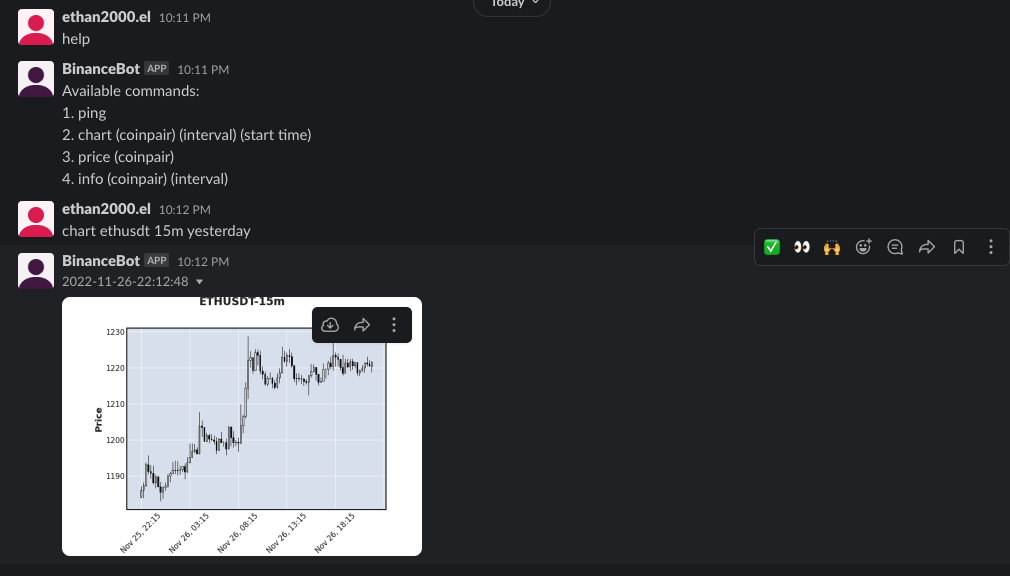 Today
ethan2000.el 10:11 PM
help
BinanceBot APP 10:11 PM
Available commands:
1. ping
2. chart (coinpair) (interval) (start time)
3. price (coinpair)
4. info (coinpair) (interval)
ethan2000.el 10:12 PM
chart ethusdt 15m yesterday
BinanceBot APP 10:12 PM
2022-11-26-22:12:48
ETHUSDT-15m
1230
1220
1210
1200
1190
Price
Nov 25, 22:15
Nov 26, 03:15
Nov 26, 08:15
Nov 26, 13:15
Nov 26, 18:15